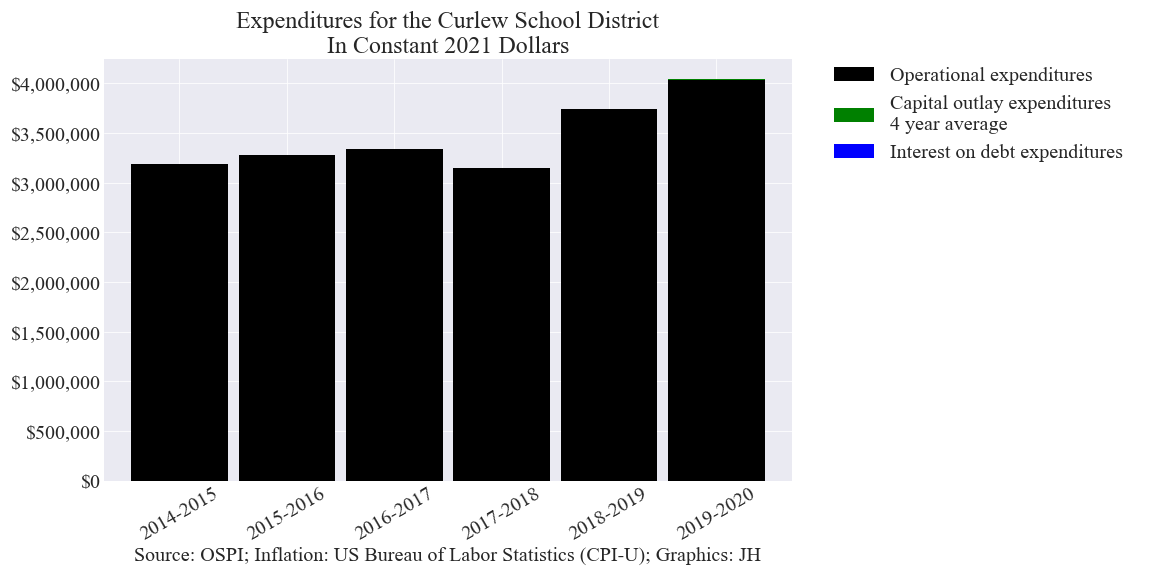 Expenditures for the Curlew School District
In Constant 2021 Dollars
$4,000,000
$3,500,000
$3,000,000
$2,500,000
$2,000,000
$1,500,000
$1,000,000
$500,000
$0
2014-2015
2015-2016
2016-2017
2017-2018
2018-2019
2019-2020
Source: OSPI; Inflation: US Bureau of Labor Statistics (CPI-U); Graphics: JH
Operational expenditures
Capital outlay expenditures
4 year average
Interest on debt expenditures